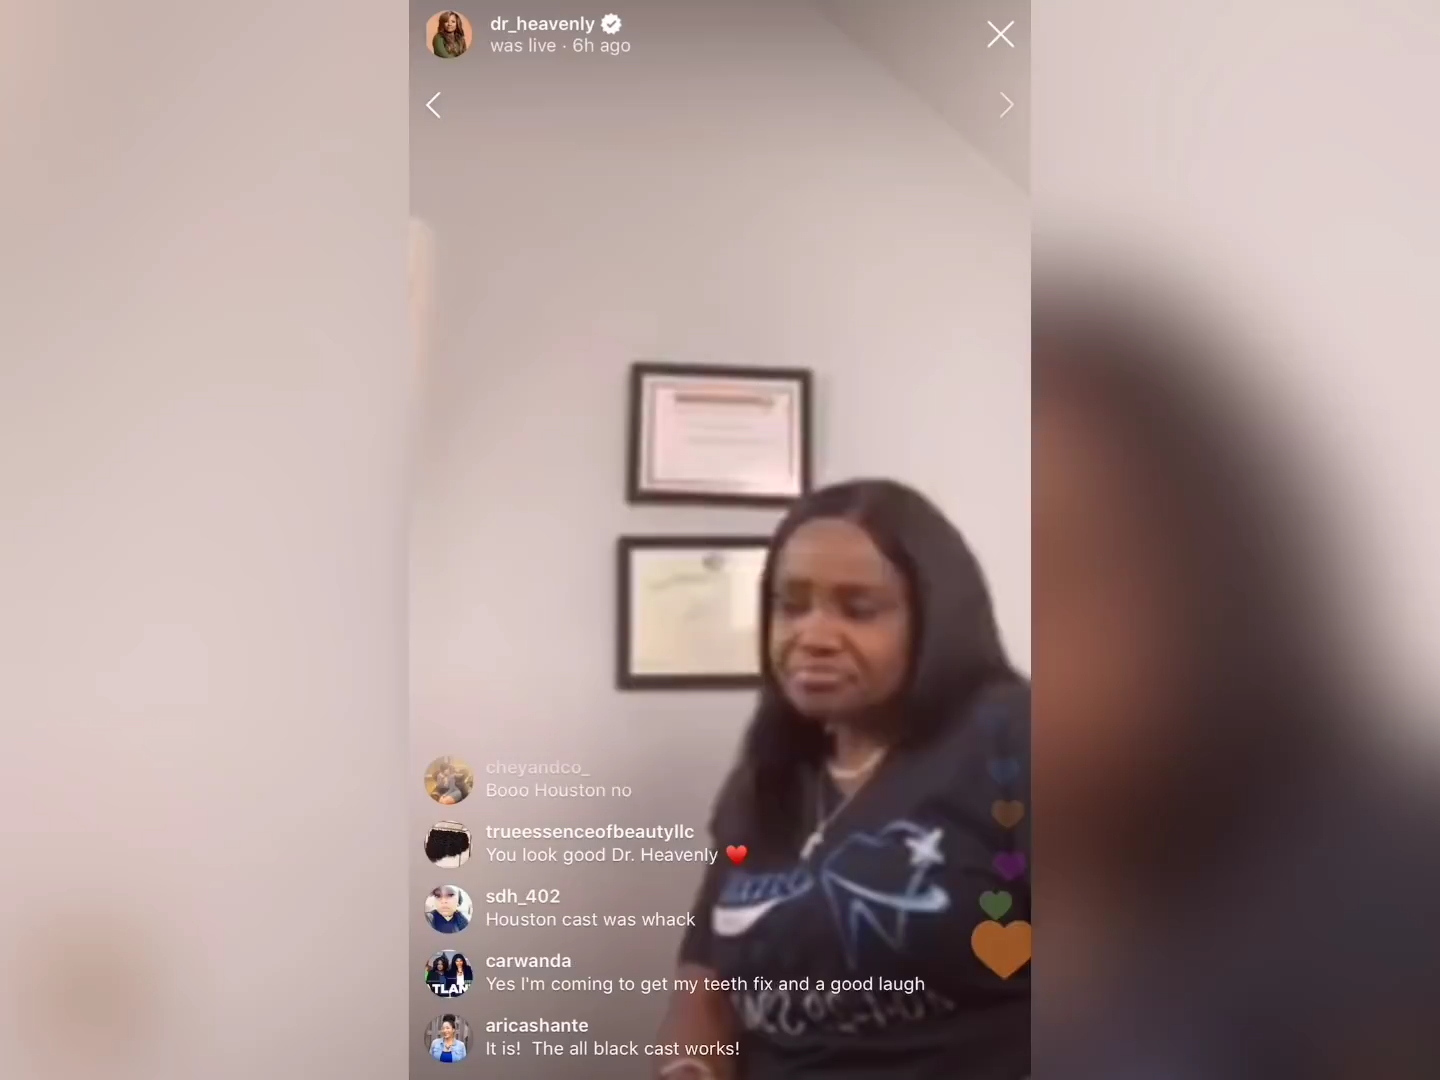 dr_heavenly
was live · 6h ago
cheyandco_
Booo Houston no
trueessenceofbeautyllc
You look good Dr. Heavenly ❤️
sdh_402
Houston cast was whack
carwanda
Yes I'm coming to get my teeth fix and a good laugh
aricashante
It is!  The all black cast works!